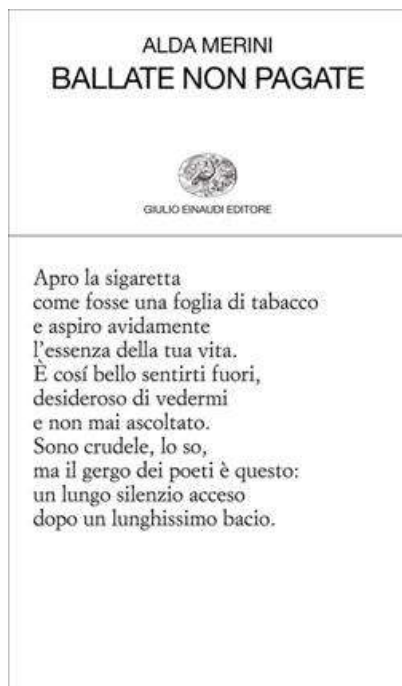 ALDA MERINI
BALLATE NON PAGATE
GIULIO EINAUDI EDITORE
Apro la sigaretta
come fosse una foglia di tabacco
e aspiro avidamente
l’essenza della tua vita.
È cosí bello sentirti fuori,
desideroso di vedermi
e non mai ascoltato.
Sono crudele, lo so,
ma il gergo dei poeti è questo:
un lungo silenzio acceso
dopo un lunghissimo bacio.